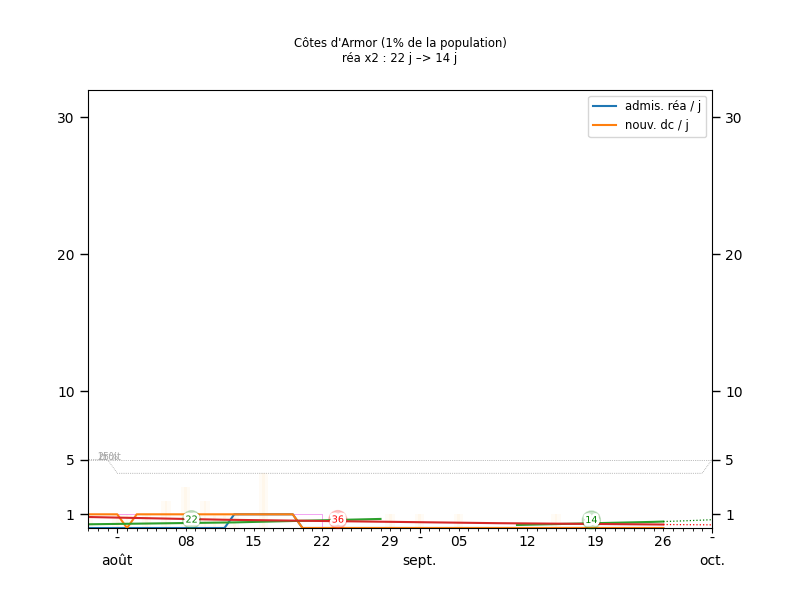 Côtes d'Armor (1% de la population)
réa x2 : 22 j –> 14 j
admis. réa / j
nouv. dc / j
30 30
20 20
10 10
5 5
1 1
22 36 14
- 08 15 22 29 - 05 12 19 26 -
août sept. oct.